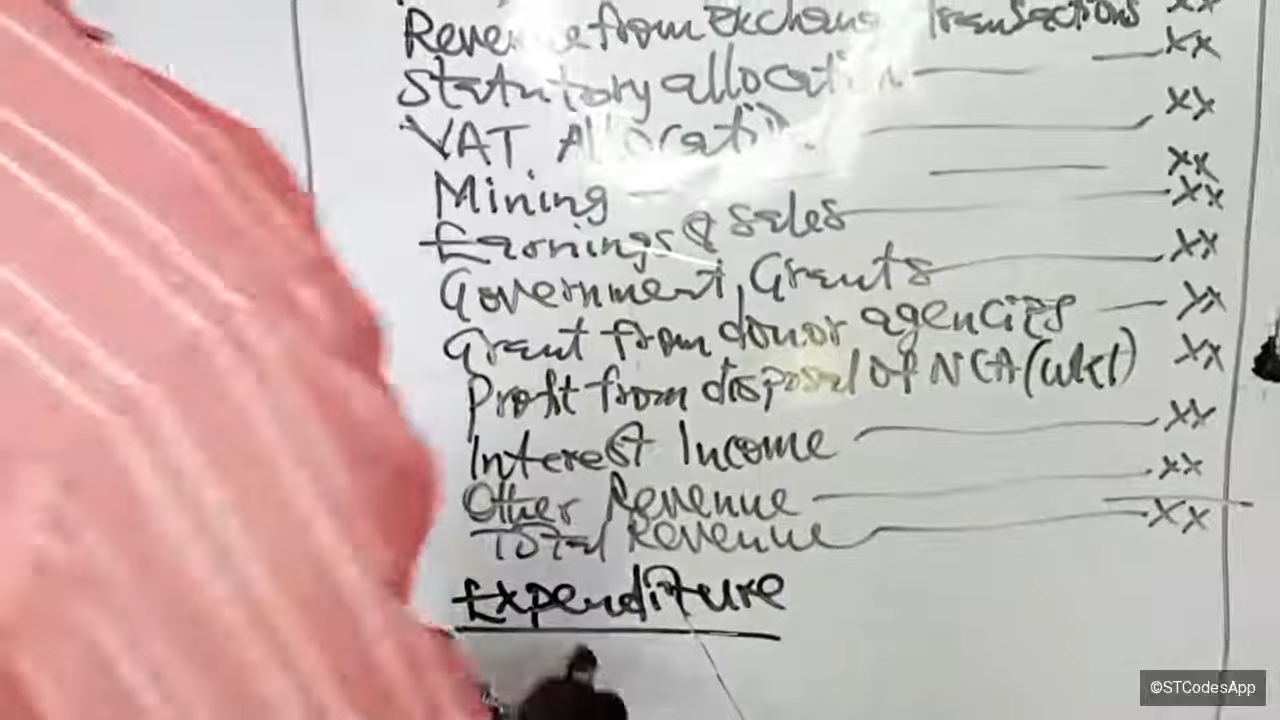 Revenue from Exchange Transactions XX
Statutory allocation XX
VAT Allocation XX
Mining XX
Earnings & Sales XX
Government Grants XX
Grant from donor agencies XX
Profit from disposal of NCA XX
Interest Income XX
Other Revenue XX
Total Revenue XX
Expenditure
©STCodesApp